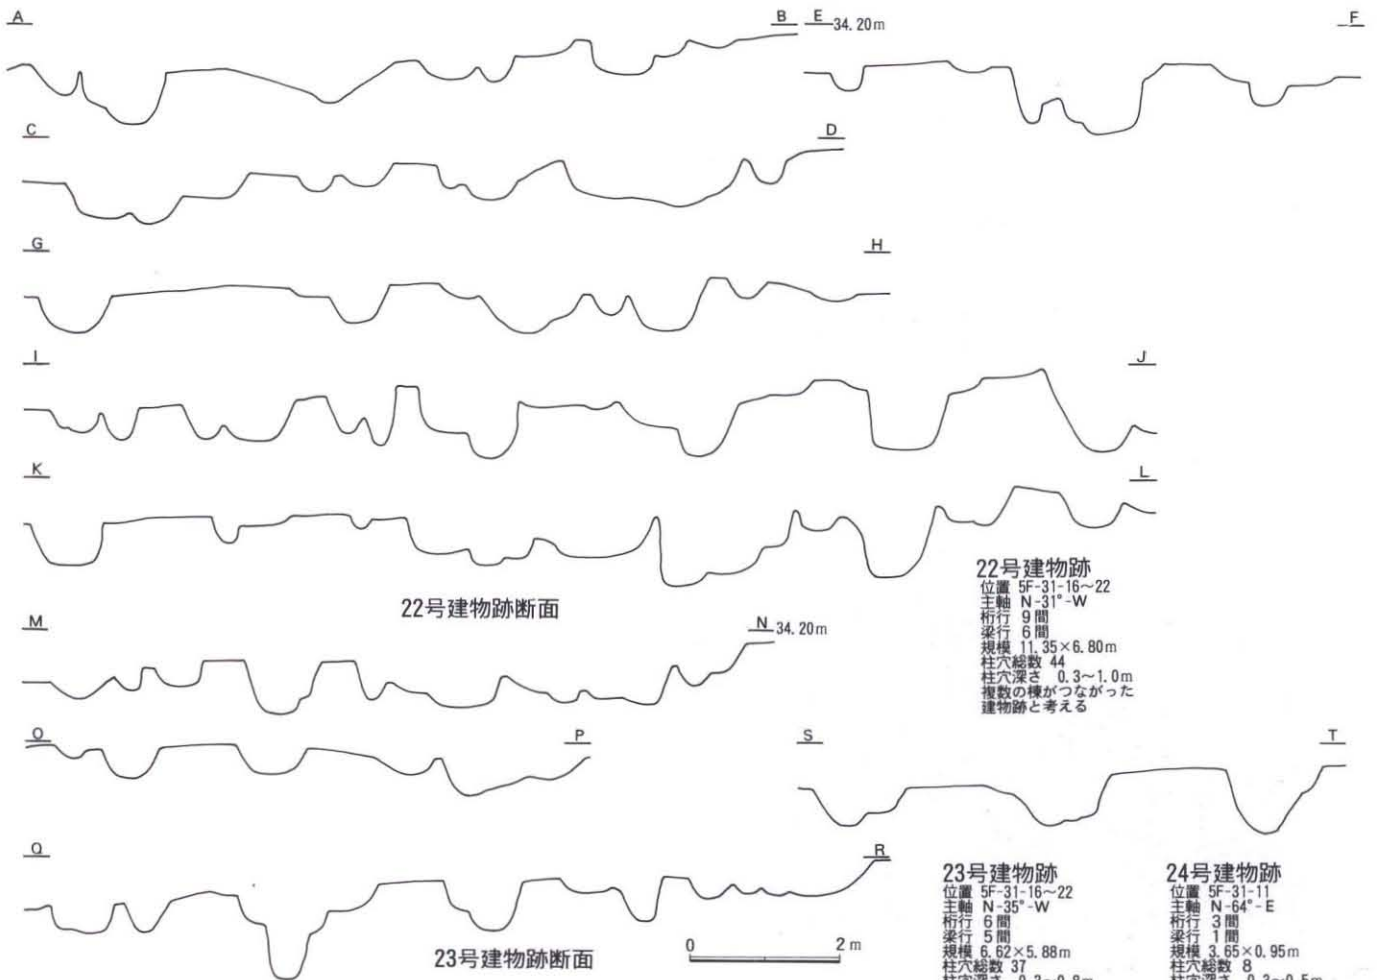 A B E 34.20m F
C D
G H
I J
K L
22号建物跡
位置 5F-31-16～22
主軸 N-31°-W
桁行 9間
梁行 6間
規模 11.35×6.80m
柱穴総数 44
柱穴深さ 0.3～1.0m
複数の棟がつながった
建物跡と考える
22号建物跡断面
M N 34.20m
O P S T
Q R
23号建物跡
位置 5F-31-16～22
主軸 N-35°-W
桁行 6間
梁行 5間
規模 6.62×5.88m
柱穴総数 37
24号建物跡
位置 5F-31-11
主軸 N-64°-E
桁行 3間
梁行 1間
規模 3.65×0.95m
柱穴総数 8
23号建物跡断面
0 2m